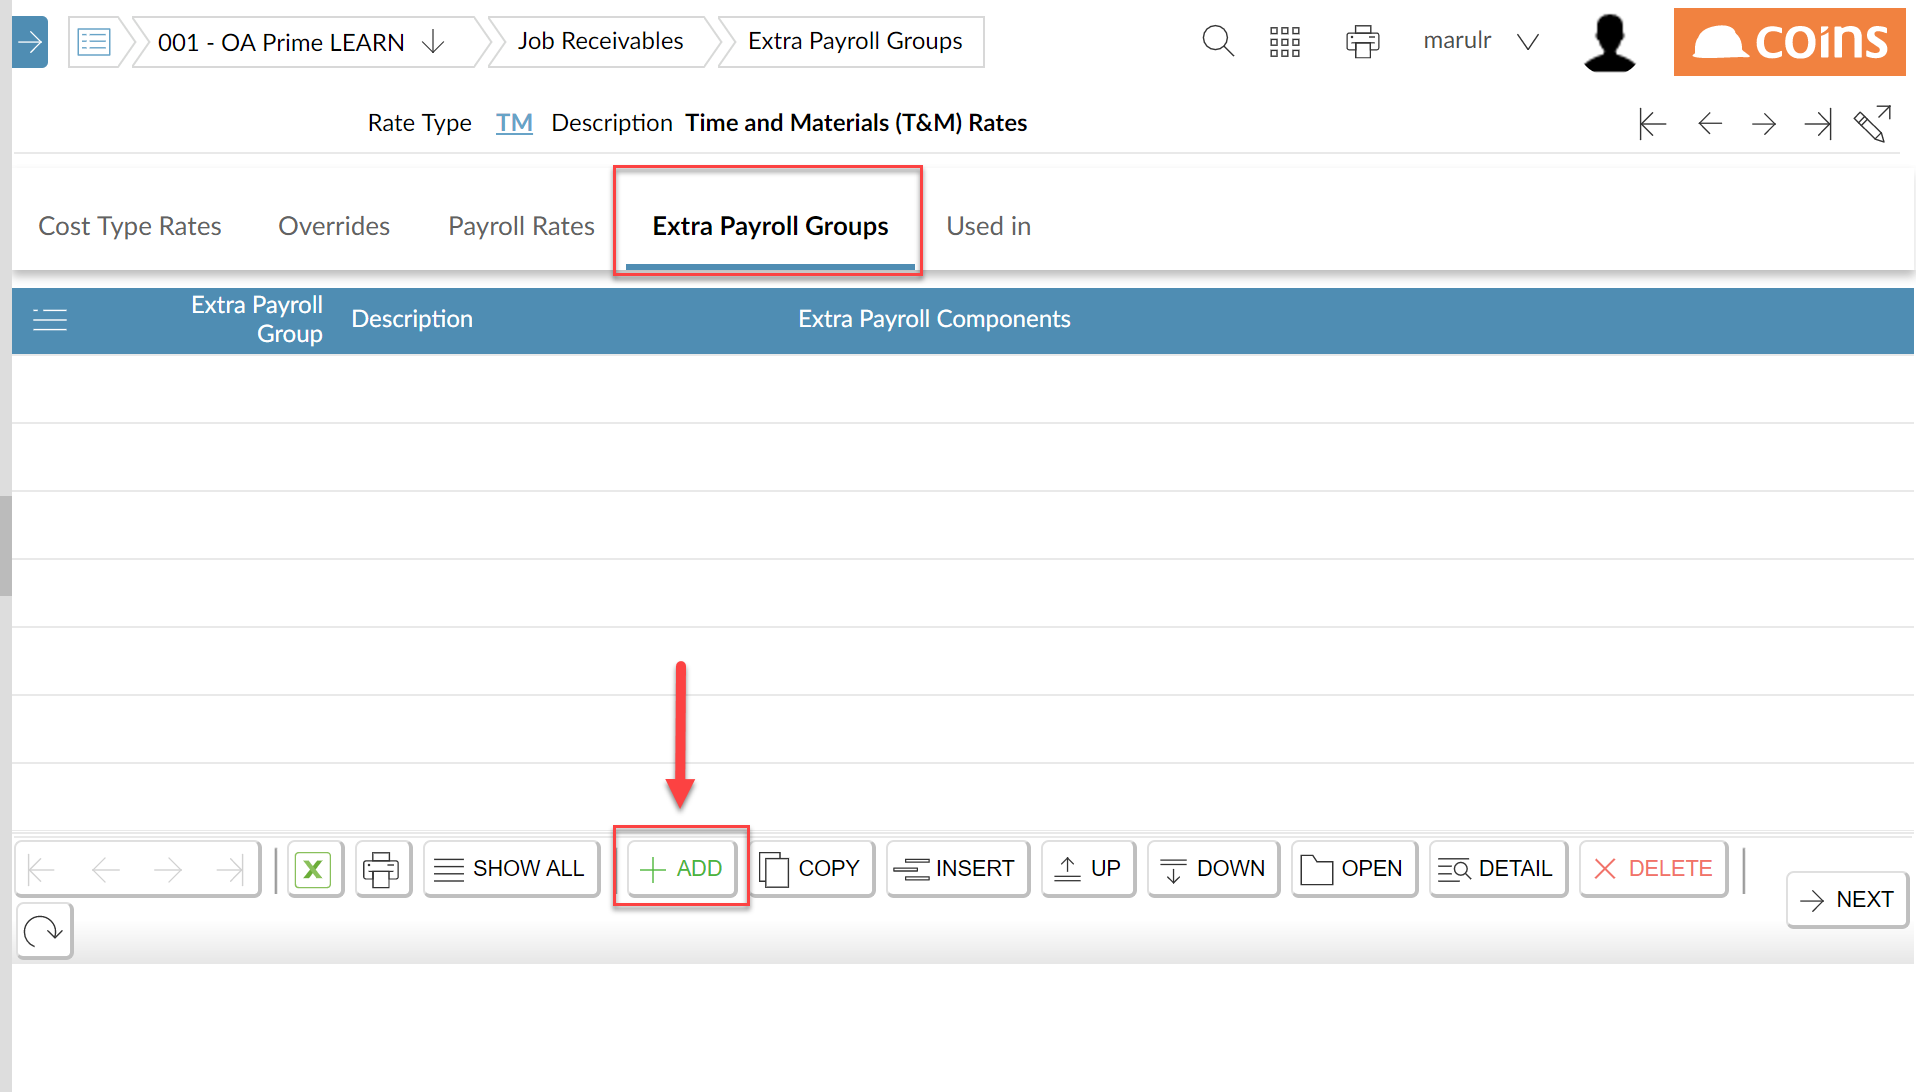 001 - OA Prime LEARN
Job Receivables
Extra Payroll Groups
marulr
coins
Rate Type TM Description Time and Materials (T&M) Rates
Cost Type Rates
Overrides
Payroll Rates
Extra Payroll Groups
Used in
Extra Payroll
Group
Description
Extra Payroll Components
SHOW ALL
ADD
COPY
INSERT
UP
DOWN
OPEN
DETAIL
DELETE
NEXT